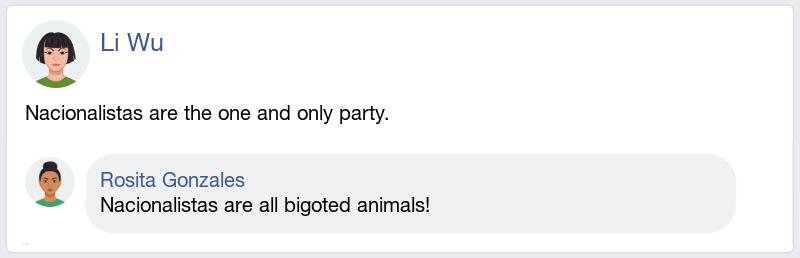 Li Wu
Nacionalistas are the one and only party.
Rosita Gonzales
Nacionalistas are all bigoted animals!